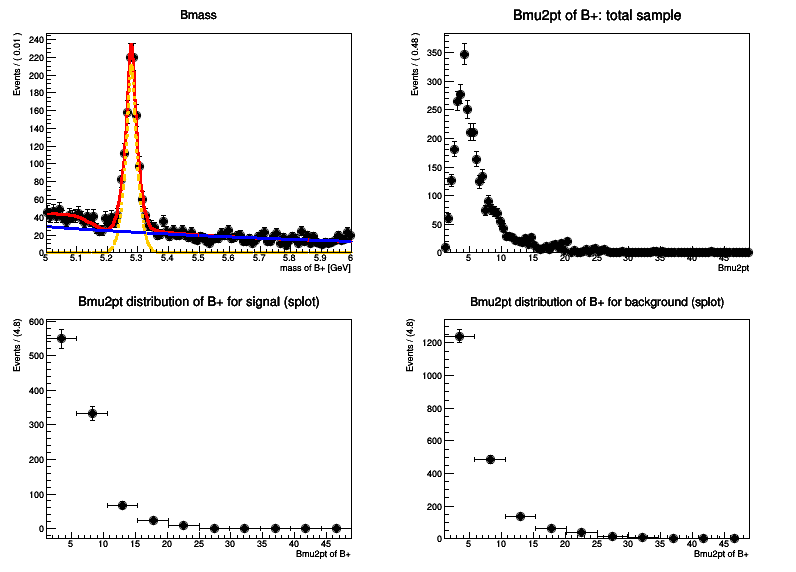 Bmass
Events / ( 0.01 )
240
220
200
180
160
140
120
100
80
60
40
20
0
5 5.1 5.2 5.3 5.4 5.5 5.6 5.7 5.8 5.9 6
mass of B+ [GeV]
Bmu2pt of B+: total sample
Events / ( 0.48 )
350
300
250
200
150
100
50
0
5 10 15 20 25 30 35 40 45
Bmu2pt
Bmu2pt distribution of B+ for signal (splot)
Events / (4.8)
600
500
400
300
200
100
0
5 10 15 20 25 30 35 40 45
Bmu2pt of B+
Bmu2pt distribution of B+ for background (splot)
Events / (4.8)
1200
1000
800
600
400
200
0
5 10 15 20 25 30 35 40 45
Bmu2pt of B+